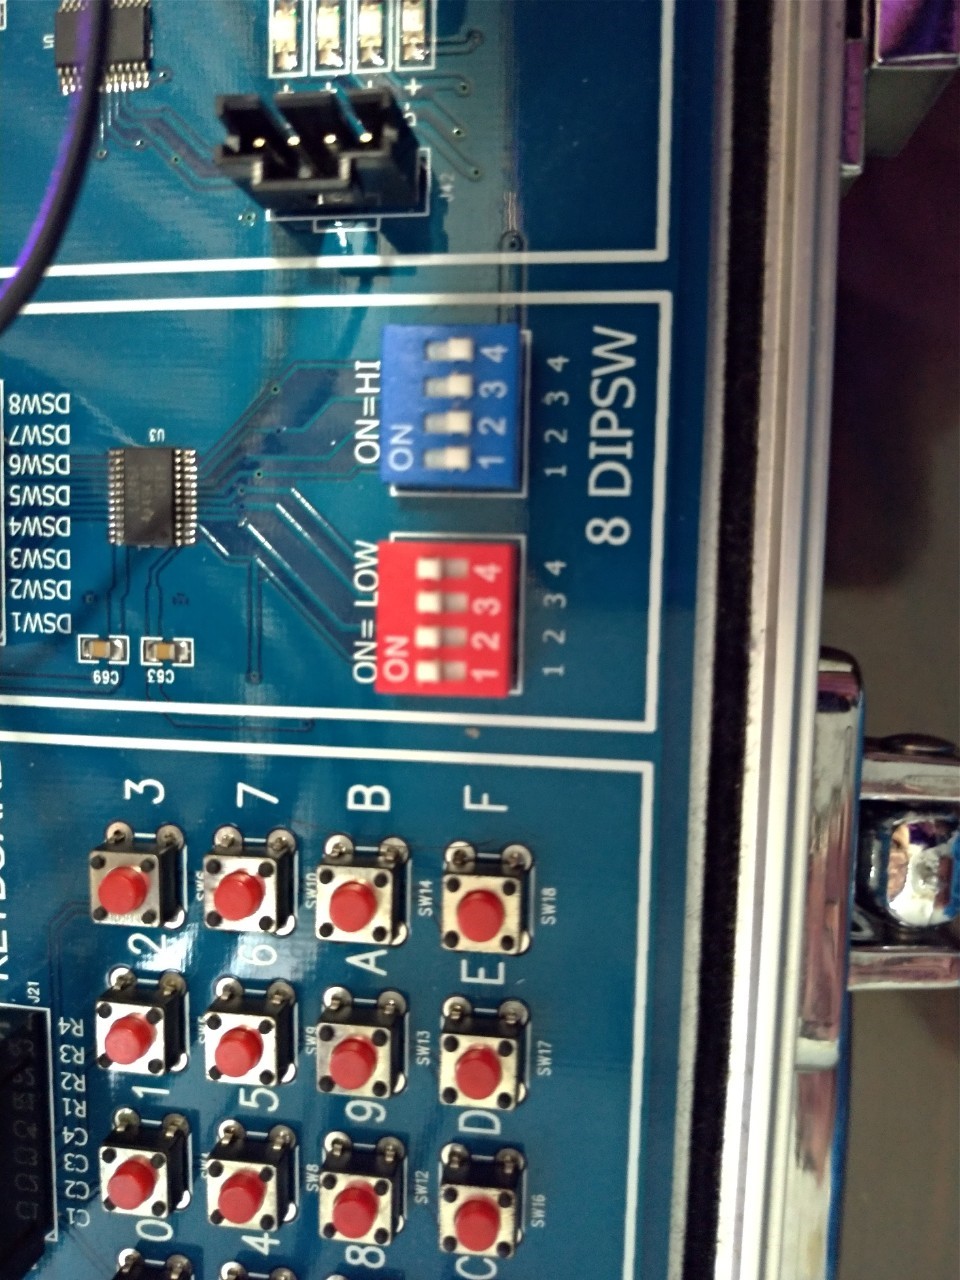 8 DIPSW
ON=HI
ON
1 2 3 4
1 2 3 4
ON= LOW
ON
1 2 3 4
1 2 3 4
DSW8
DSW7
DSW6
DSW5
DSW4
DSW3
DSW2
DSW1
U3
C69
C63
J42
3
7
B
F
SW10
SW14
SW18
2
6
A
E
SW9
SW13
SW17
1
5
9
D
SW8
SW12
SW16
0
4
8
C
J21
R4
R3
R2
R1
C4
C3
C2
C1